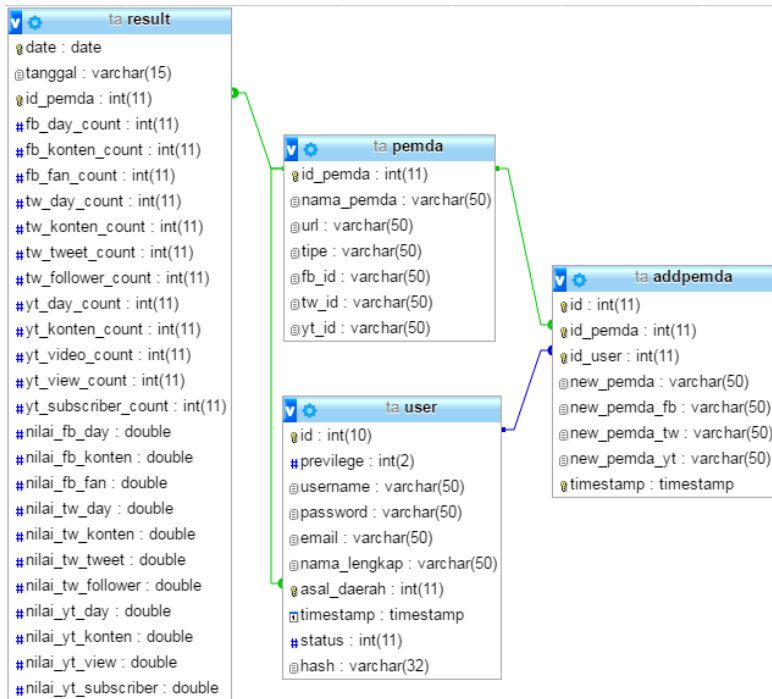 ta result
date : date
tanggal : varchar(15)
id_pemda : int(11)
fb_day_count : int(11)
fb_konten_count : int(11)
fb_fan_count : int(11)
tw_day_count : int(11)
tw_konten_count : int(11)
tw_tweet_count : int(11)
tw_follower_count : int(11)
yt_day_count : int(11)
yt_konten_count : int(11)
yt_video_count : int(11)
yt_view_count : int(11)
yt_subscriber_count : int(11)
nilai_fb_day : double
nilai_fb_konten : double
nilai_fb_fan : double
nilai_tw_day : double
nilai_tw_konten : double
nilai_tw_tweet : double
nilai_tw_follower : double
nilai_yt_day : double
nilai_yt_konten : double
nilai_yt_view : double
nilai_yt_subscriber : double
ta pemda
id_pemda : int(11)
nama_pemda : varchar(50)
url : varchar(50)
tipe : varchar(50)
fb_id : varchar(50)
tw_id : varchar(50)
yt_id : varchar(50)
ta user
id : int(10)
previlege : int(2)
username : varchar(50)
password : varchar(50)
email : varchar(50)
nama_lengkap : varchar(50)
asal_daerah : int(11)
timestamp : timestamp
status : int(11)
hash : varchar(32)
ta addpemda
id : int(11)
id_pemda : int(11)
id_user : int(11)
new_pemda : varchar(50)
new_pemda_fb : varchar(50)
new_pemda_tw : varchar(50)
new_pemda_yt : varchar(50)
timestamp : timestamp